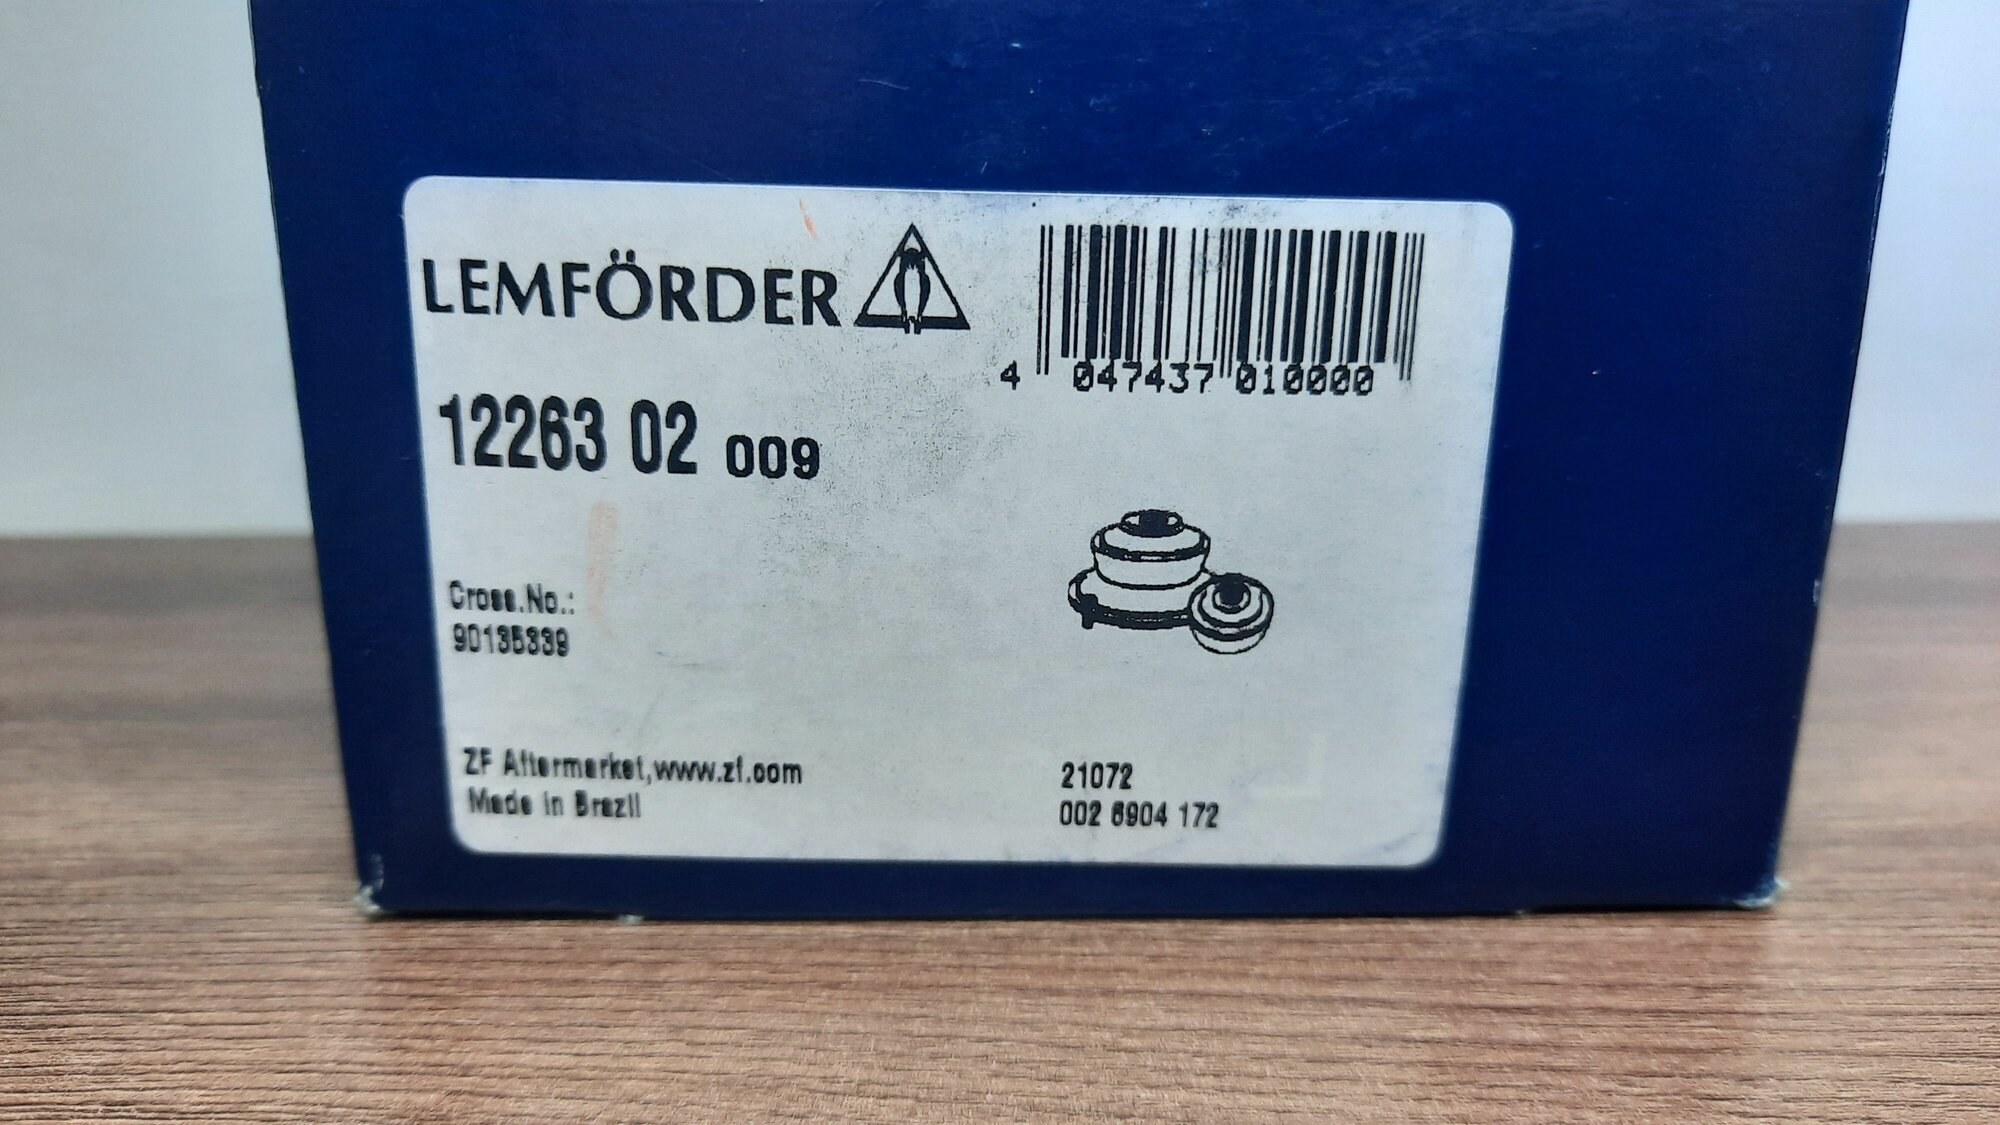 LEMFÖRDER
4 047437 010000
12263 02 009
Cross.No.:
90135339
ZF Aftermarket,www.zf.com
Made in Brazil
21072
002 6904 172